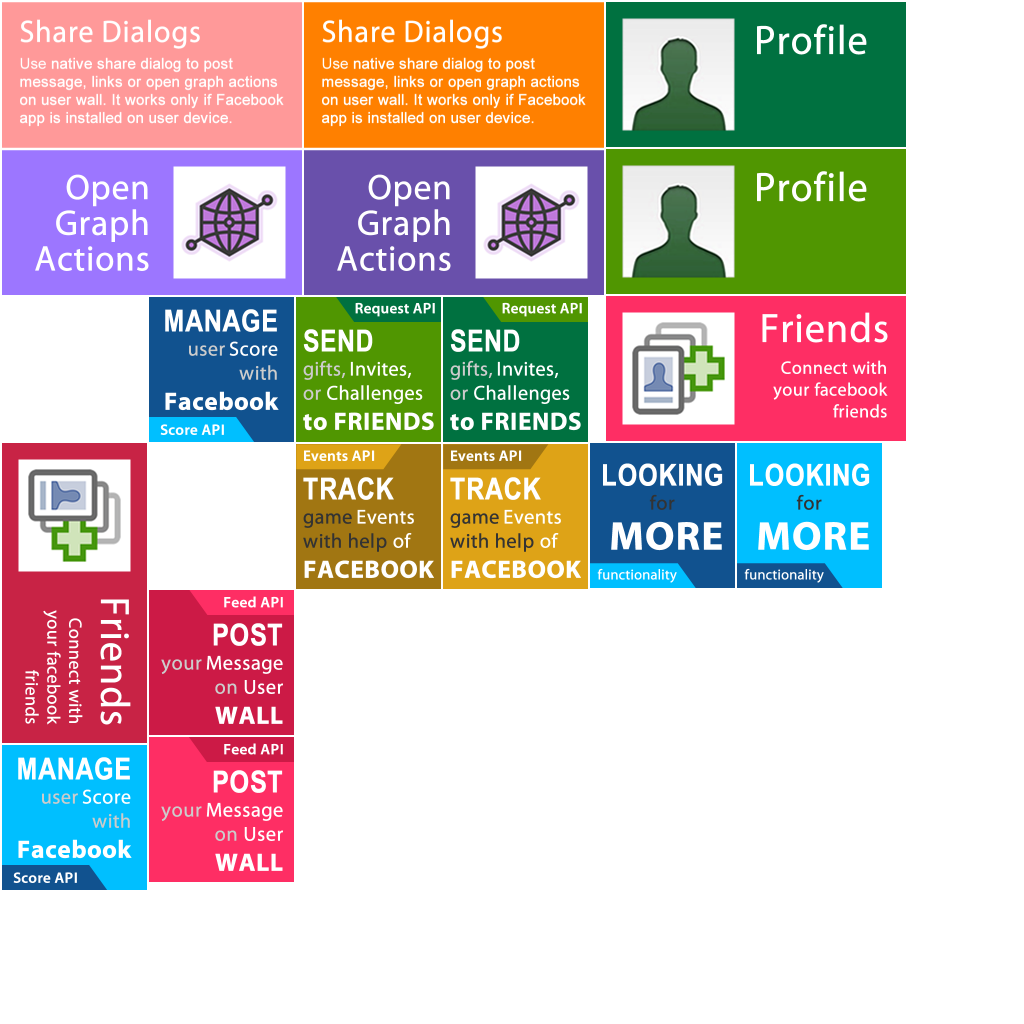 Share Dialogs
Use native share dialog to post
message, links or open graph actions
on user wall. It works only if Facebook
app is installed on user device.
Share Dialogs
Use native share dialog to post
message, links or open graph actions
on user wall. It works only if Facebook
app is installed on user device.
Profile
Open
Graph
Actions
Open
Graph
Actions
Profile
MANAGE
user Score
with
Facebook
Score API
Request API
SEND
gifts, Invites,
or Challenges
to FRIENDS
Request API
SEND
gifts, Invites,
or Challenges
to FRIENDS
Friends
Connect with
your facebook
friends
Friends
Connect with
your facebook
friends
Events API
TRACK
game Events
with help of
FACEBOOK
Events API
TRACK
game Events
with help of
FACEBOOK
LOOKING
for
MORE
functionality
LOOKING
for
MORE
functionality
Feed API
POST
your Message
on User
WALL
MANAGE
user Score
with
Facebook
Score API
Feed API
POST
your Message
on User
WALL